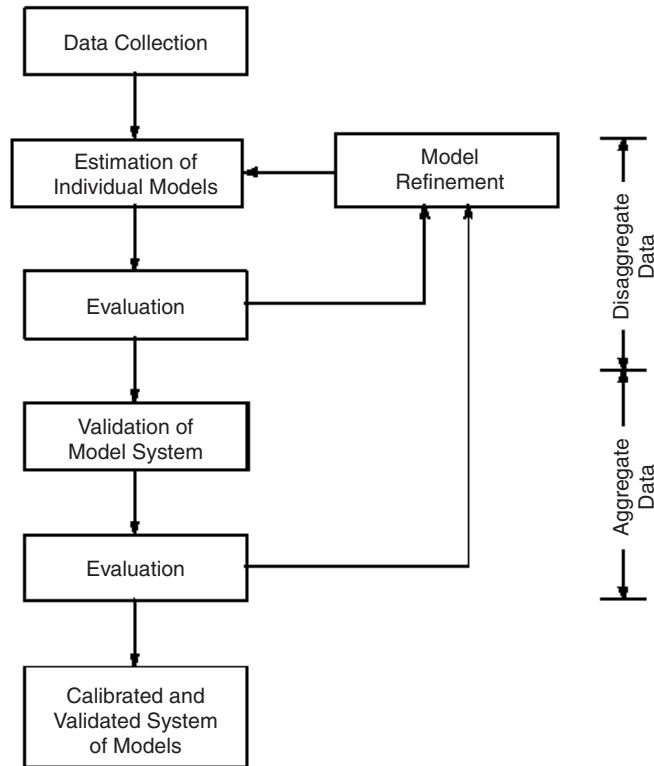 Data Collection
Estimation of
Individual Models
Model
Refinement
Evaluation
Validation of
Model System
Evaluation
Calibrated and
Validated System
of Models
Disaggregate
Data
Aggregate
Data